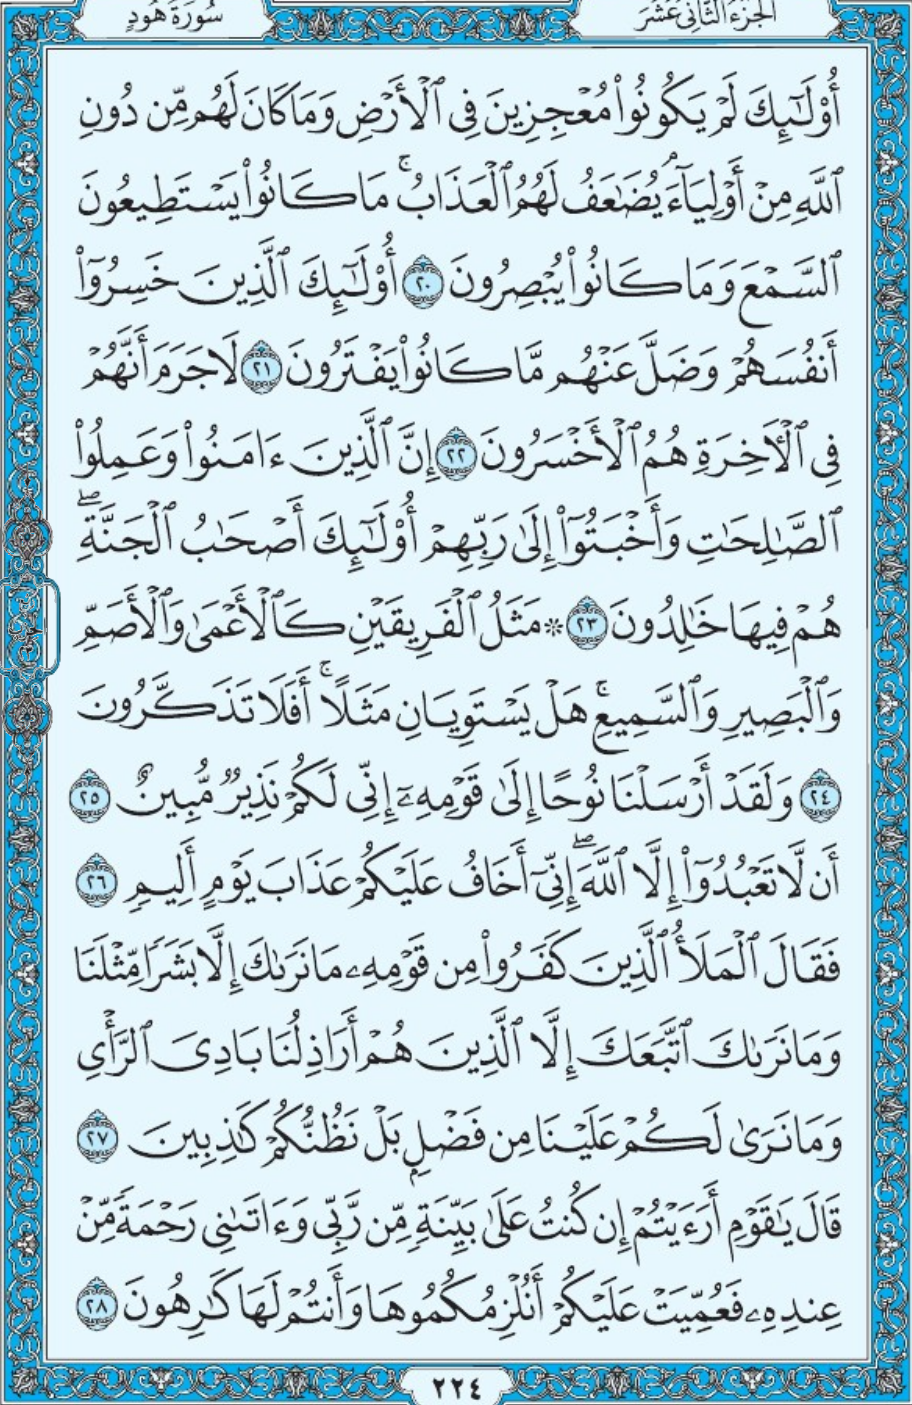 سُورَةُ هُودٍ
الجُزْءُ الثَّانِي عَشَرَ
أُوْلَٰٓئِكَ لَمْ يَكُونُواْ مُعْجِزِينَ فِي ٱلْأَرْضِ وَمَا كَانَ لَهُم مِّن دُونِ
ٱللَّهِ مِنْ أَوْلِيَآءَۘ يُضَٰعَفُ لَهُمُ ٱلْعَذَابُۚ مَا كَانُواْ يَسْتَطِيعُونَ
ٱلسَّمْعَ وَمَا كَانُواْ يُبْصِرُونَ ٢٠ أُوْلَٰٓئِكَ ٱلَّذِينَ خَسِرُوٓاْ
أَنفُسَهُمْ وَضَلَّ عَنْهُم مَّا كَانُواْ يَفْتَرُونَ ٢١ لَا جَرَمَ أَنَّهُمْ
فِي ٱلْأٓخِرَةِ هُمُ ٱلْأَخْسَرُونَ ٢٢ إِنَّ ٱلَّذِينَ ءَامَنُواْ وَعَمِلُواْ
ٱلصَّٰلِحَٰتِ وَأَخْبَتُوٓاْ إِلَىٰ رَبِّهِمْ أُوْلَٰٓئِكَ أَصْحَٰبُ ٱلْجَنَّةِۖ
هُمْ فِيهَا خَٰلِدُونَ ٢٣ ۞ مَثَلُ ٱلْفَرِيقَيْنِ كَٱلْأَعْمَىٰ وَٱلْأَصَمِّ
وَٱلْبَصِيرِ وَٱلسَّمِيعِۚ هَلْ يَسْتَوِيَانِ مَثَلًاۚ أَفَلَا تَذَكَّرُونَ
٢٤ وَلَقَدْ أَرْسَلْنَا نُوحًا إِلَىٰ قَوْمِهِۦٓ إِنِّي لَكُمْ نَذِيرٌ مُّبِينٌ ٢٥
أَن لَّا تَعْبُدُوٓاْ إِلَّا ٱللَّهَۖ إِنِّيٓ أَخَافُ عَلَيْكُمْ عَذَابَ يَوْمٍ أَلِيمٍ ٢٦
فَقَالَ ٱلْمَلَأُ ٱلَّذِينَ كَفَرُواْ مِن قَوْمِهِۦ مَا نَرَىٰكَ إِلَّا بَشَرًا مِّثْلَنَا
وَمَا نَرَىٰكَ ٱتَّبَعَكَ إِلَّا ٱلَّذِينَ هُمْ أَرَاذِلُنَا بَادِيَ ٱلرَّأْيِ
وَمَا نَرَىٰ لَكُمْ عَلَيْنَا مِن فَضْلٍۭ بَلْ نَظُنُّكُمْ كَٰذِبِينَ ٢٧
قَالَ يَٰقَوْمِ أَرَءَيْتُمْ إِن كُنتُ عَلَىٰ بَيِّنَةٍ مِّن رَّبِّي وَءَاتَىٰنِي رَحْمَةً مِّنْ
عِندِهِۦ فَعُمِّيَتْ عَلَيْكُمْ أَنُلْزِمُكُمُوهَا وَأَنتُمْ لَهَا كَٰرِهُونَ ٢٨
٢٢٤